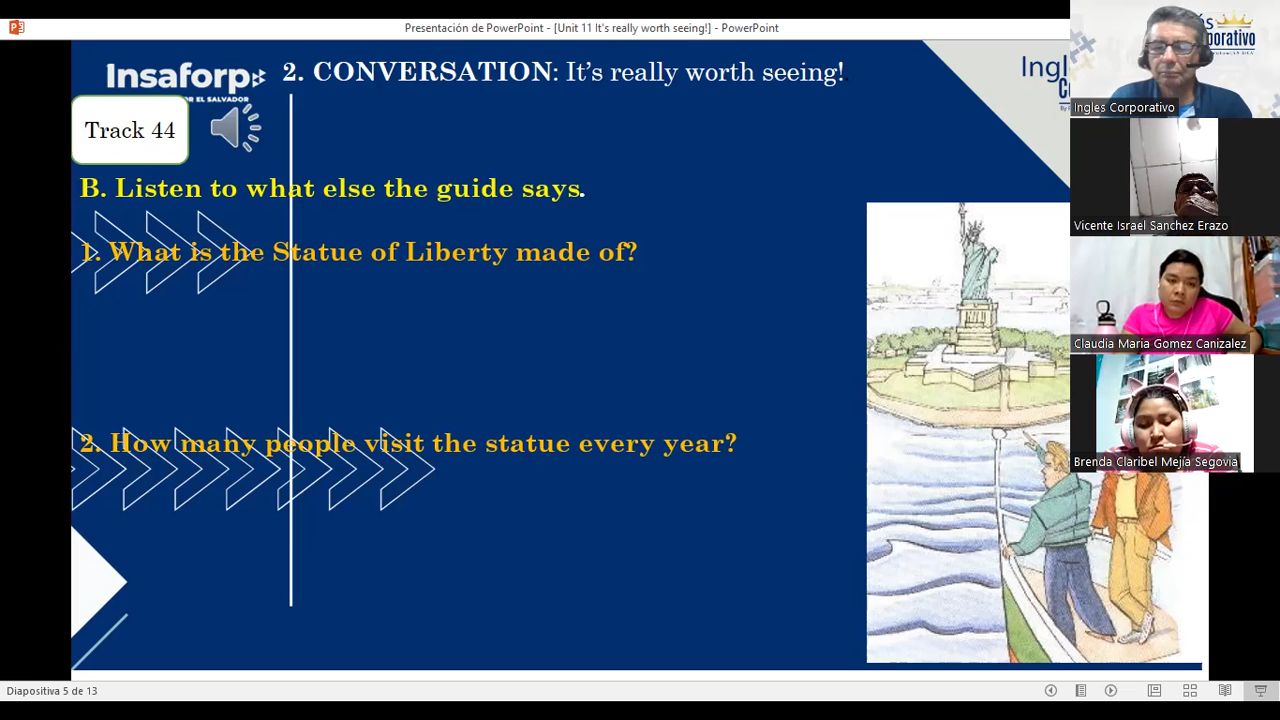 Presentación de PowerPoint - [Unit 11 It's really worth seeing!] - PowerPoint
Insaforp
POR EL SALVADOR
2. CONVERSATION: It's really worth seeing!
Track 44
B. Listen to what else the guide says.
1. What is the Statue of Liberty made of?
2. How many people visit the statue every year?
Ingles Corporativo
Vicente Israel Sanchez Erazo
Claudia Maria Gomez Canizalez
Brenda Claribel Mejía Segovia
Diapositiva 5 de 13